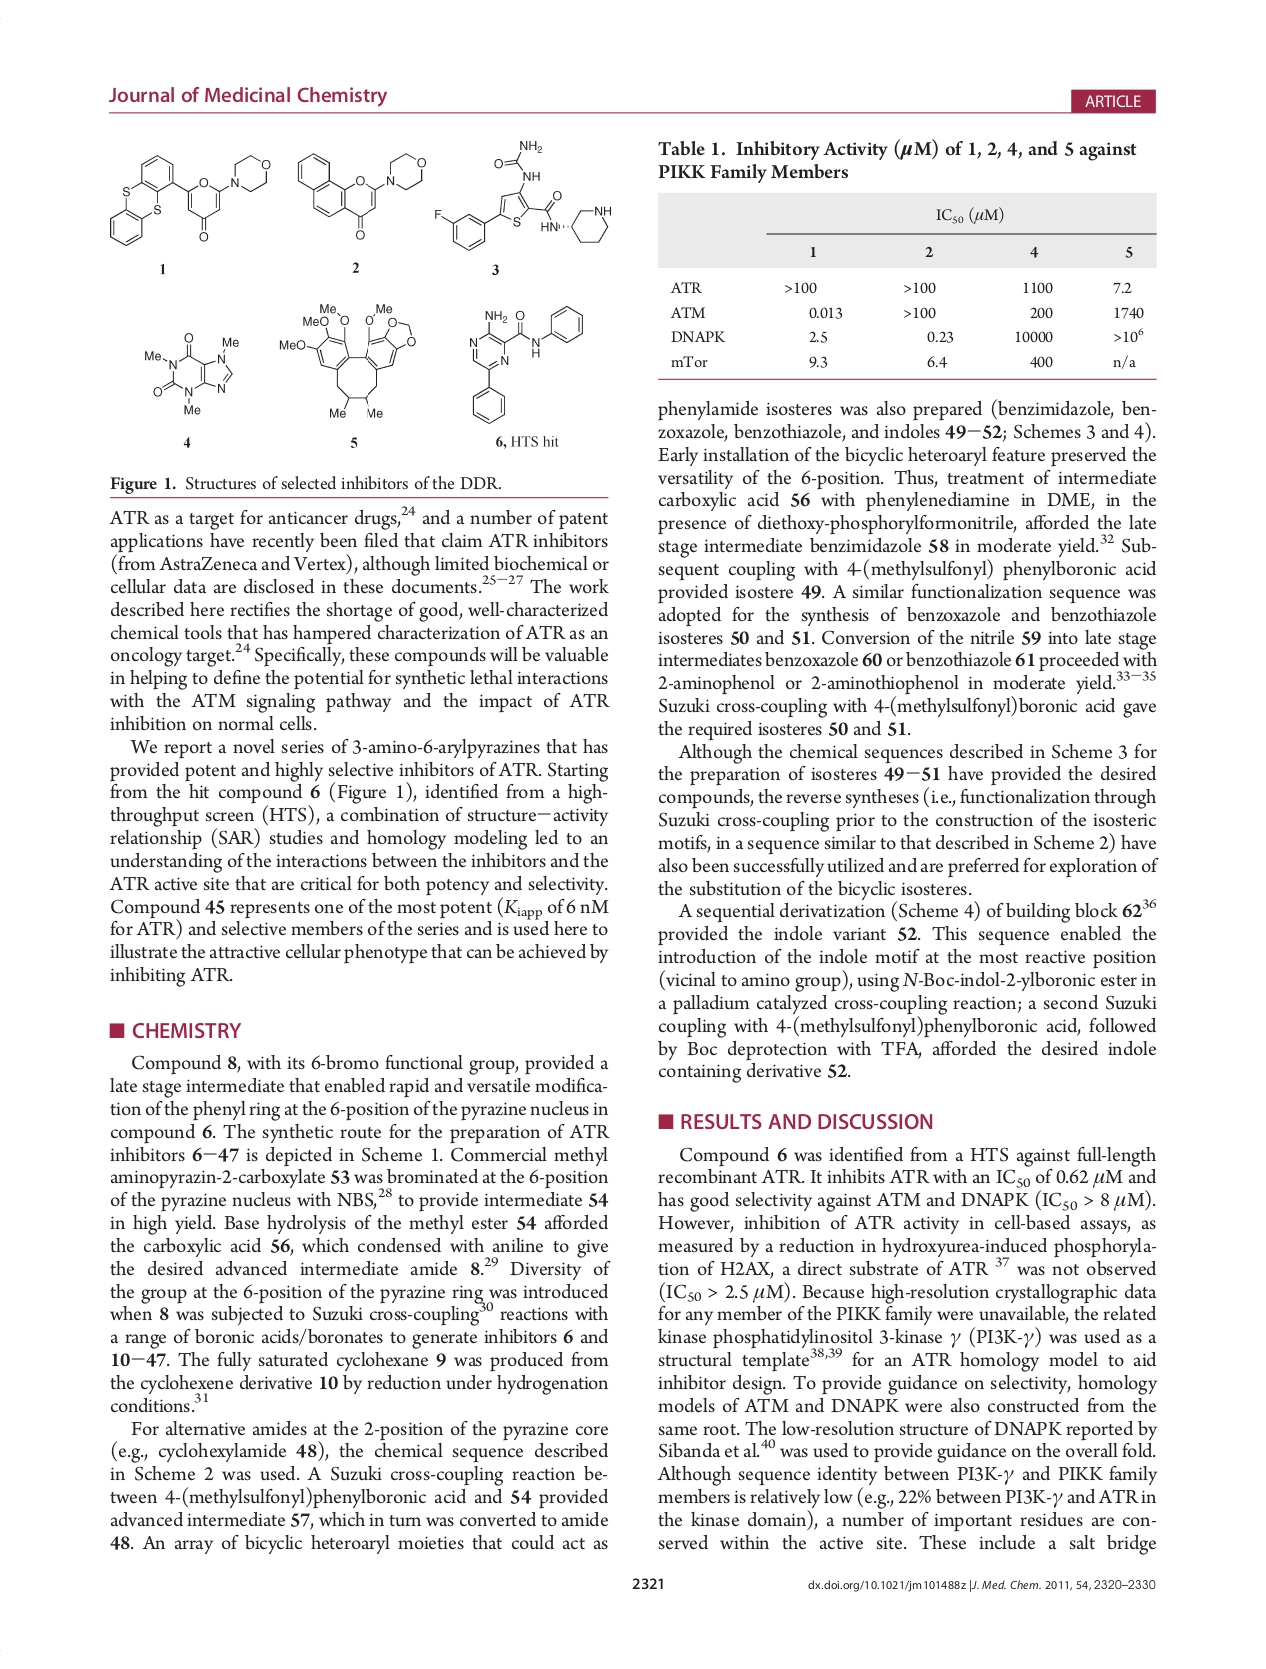 Journal of Medicinal Chemistry
ARTICLE
NH2
O
NH
O
O
N
S
S
O
O
O
N
O
O
F
S
O
NH
HN
1
2
3
Me
MeO
O
O
Me
O
O
MeO
Me
Me
O
Me
N
N
O
N
N
Me
Me
NH2
O
N
N
N
H
4
5
6, HTS hit
Figure 1. Structures of selected inhibitors of the DDR.
ATR as a target for anticancer drugs,24 and a number of patent
applications have recently been filed that claim ATR inhibitors
(from AstraZeneca and Vertex), although limited biochemical or
cellular data are disclosed in these documents.25−27 The work
described here rectifies the shortage of good, well-characterized
chemical tools that has hampered characterization of ATR as an
oncology target.24 Specifically, these compounds will be valuable
in helping to define the potential for synthetic lethal interactions
with the ATM signaling pathway and the impact of ATR
inhibition on normal cells.
We report a novel series of 3-amino-6-arylpyrazines that has
provided potent and highly selective inhibitors of ATR. Starting
from the hit compound 6 (Figure 1), identified from a high-
throughput screen (HTS), a combination of structure−activity
relationship (SAR) studies and homology modeling led to an
understanding of the interactions between the inhibitors and the
ATR active site that are critical for both potency and selectivity.
Compound 45 represents one of the most potent (Kiapp of 6 nM
for ATR) and selective members of the series and is used here to
illustrate the attractive cellular phenotype that can be achieved by
inhibiting ATR.
■ CHEMISTRY
Compound 8, with its 6-bromo functional group, provided a
late stage intermediate that enabled rapid and versatile modifica-
tion of the phenyl ring at the 6-position of the pyrazine nucleus in
compound 6. The synthetic route for the preparation of ATR
inhibitors 6−47 is depicted in Scheme 1. Commercial methyl
aminopyrazin-2-carboxylate 53 was brominated at the 6-position
of the pyrazine nucleus with NBS,28 to provide intermediate 54
in high yield. Base hydrolysis of the methyl ester 54 afforded
the carboxylic acid 56, which condensed with aniline to give
the desired advanced intermediate amide 8.29 Diversity of
the group at the 6-position of the pyrazine ring was introduced
when 8 was subjected to Suzuki cross-coupling30 reactions with
a range of boronic acids/boronates to generate inhibitors 6 and
10−47. The fully saturated cyclohexane 9 was produced from
the cyclohexene derivative 10 by reduction under hydrogenation
conditions.31
For alternative amides at the 2-position of the pyrazine core
(e.g., cyclohexylamide 48), the chemical sequence described
in Scheme 2 was used. A Suzuki cross-coupling reaction be-
tween 4-(methylsulfonyl)phenylboronic acid and 54 provided
advanced intermediate 57, which in turn was converted to amide
48. An array of bicyclic heteroaryl moieties that could act as
Table 1. Inhibitory Activity (μM) of 1, 2, 4, and 5 against
PIKK Family Members
IC50 (μM)
1 2 4 5
ATR >100 >100 1100 7.2
ATM 0.013 >100 200 1740
DNAPK 2.5 0.23 10000 >10^6
mTor 9.3 6.4 400 n/a
phenylamide isosteres was also prepared (benzimidazole, ben-
zoxazole, benzothiazole, and indoles 49−52; Schemes 3 and 4).
Early installation of the bicyclic heteroaryl feature preserved the
versatility of the 6-position. Thus, treatment of intermediate
carboxylic acid 56 with phenylenediamine in DME, in the
presence of diethoxy-phosphorylformonitrile, afforded the late
stage intermediate benzimidazole 58 in moderate yield.32 Sub-
sequent coupling with 4-(methylsulfonyl) phenylboronic acid
provided isostere 49. A similar functionalization sequence was
adopted for the synthesis of benzoxazole and benzothiazole
isosteres 50 and 51. Conversion of the nitrile 59 into late stage
intermediates benzoxazole 60 or benzothiazole 61 proceeded with
2-aminophenol or 2-aminothiophenol in moderate yield.33−35
Suzuki cross-coupling with 4-(methylsulfonyl)boronic acid gave
the required isosteres 50 and 51.
Although the chemical sequences described in Scheme 3 for
the preparation of isosteres 49−51 have provided the desired
compounds, the reverse syntheses (i.e., functionalization through
Suzuki cross-coupling prior to the construction of the isosteric
motifs, in a sequence similar to that described in Scheme 2) have
also been successfully utilized and are preferred for exploration of
the substitution of the bicyclic isosteres.
A sequential derivatization (Scheme 4) of building block 6236
provided the indole variant 52. This sequence enabled the
introduction of the indole motif at the most reactive position
(vicinal to amino group), using N-Boc-indol-2-ylboronic ester in
a palladium catalyzed cross-coupling reaction; a second Suzuki
coupling with 4-(methylsulfonyl)phenylboronic acid, followed
by Boc deprotection with TFA, afforded the desired indole
containing derivative 52.
■ RESULTS AND DISCUSSION
Compound 6 was identified from a HTS against full-length
recombinant ATR. It inhibits ATR with an IC50 of 0.62 μM and
has good selectivity against ATM and DNAPK (IC50 > 8 μM).
However, inhibition of ATR activity in cell-based assays, as
measured by a reduction in hydroxyurea-induced phosphoryla-
tion of H2AX, a direct substrate of ATR 37 was not observed
(IC50 > 2.5 μM). Because high-resolution crystallographic data
for any member of the PIKK family were unavailable, the related
kinase phosphatidylinositol 3-kinase γ (PI3K-γ) was used as a
structural template38,39 for an ATR homology model to aid
inhibitor design. To provide guidance on selectivity, homology
models of ATM and DNAPK were also constructed from the
same root. The low-resolution structure of DNAPK reported by
Sibanda et al.40 was used to provide guidance on the overall fold.
Although sequence identity between PI3K-γ and PIKK family
members is relatively low (e.g., 22% between PI3K-γ and ATR in
the kinase domain), a number of important residues are con-
served within the active site. These include a salt bridge
2321
dx.doi.org/10.1021/jm101488z |J. Med. Chem. 2011, 54, 2320–2330